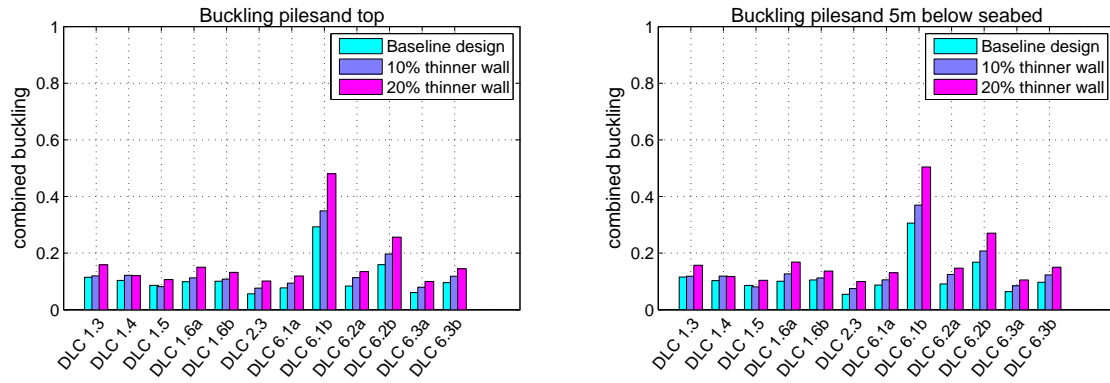 Buckling pilesand top
1
0.8
0.6
0.4
0.2
0
combined buckling
Baseline design
10% thinner wall
20% thinner wall
DLC 1.3
DLC 1.4
DLC 1.5
DLC 1.6a
DLC 1.6b
DLC 2.3
DLC 6.1a
DLC 6.1b
DLC 6.2a
DLC 6.2b
DLC 6.3a
DLC 6.3b
Buckling pilesand 5m below seabed
1
0.8
0.6
0.4
0.2
0
combined buckling
Baseline design
10% thinner wall
20% thinner wall
DLC 1.3
DLC 1.4
DLC 1.5
DLC 1.6a
DLC 1.6b
DLC 2.3
DLC 6.1a
DLC 6.1b
DLC 6.2a
DLC 6.2b
DLC 6.3a
DLC 6.3b